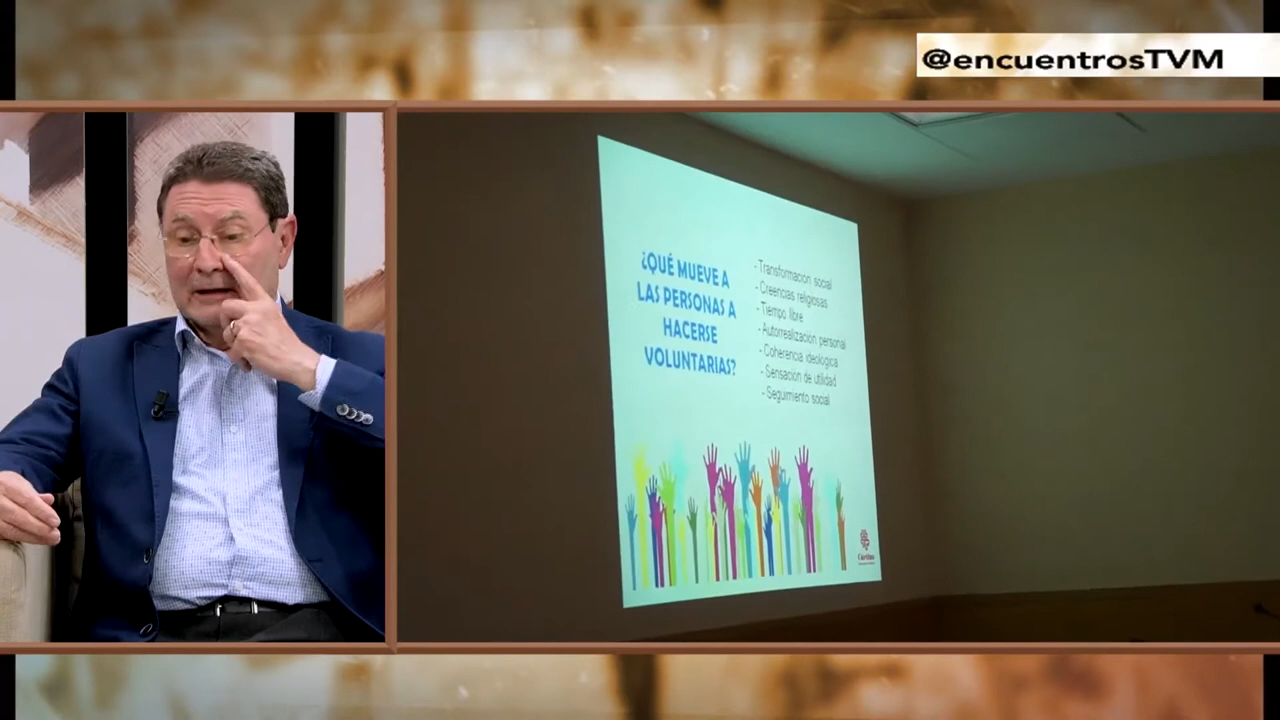 @encuentrosTVM
¿QUÉ MUEVE A
LAS PERSONAS A
HACERSE
VOLUNTARIAS?
- Transformación social
- Creencias religiosas
- Tiempo libre
- Autorrealización personal
- Coherencia ideológica
- Sensación de utilidad
- Seguimiento social
Cáritas